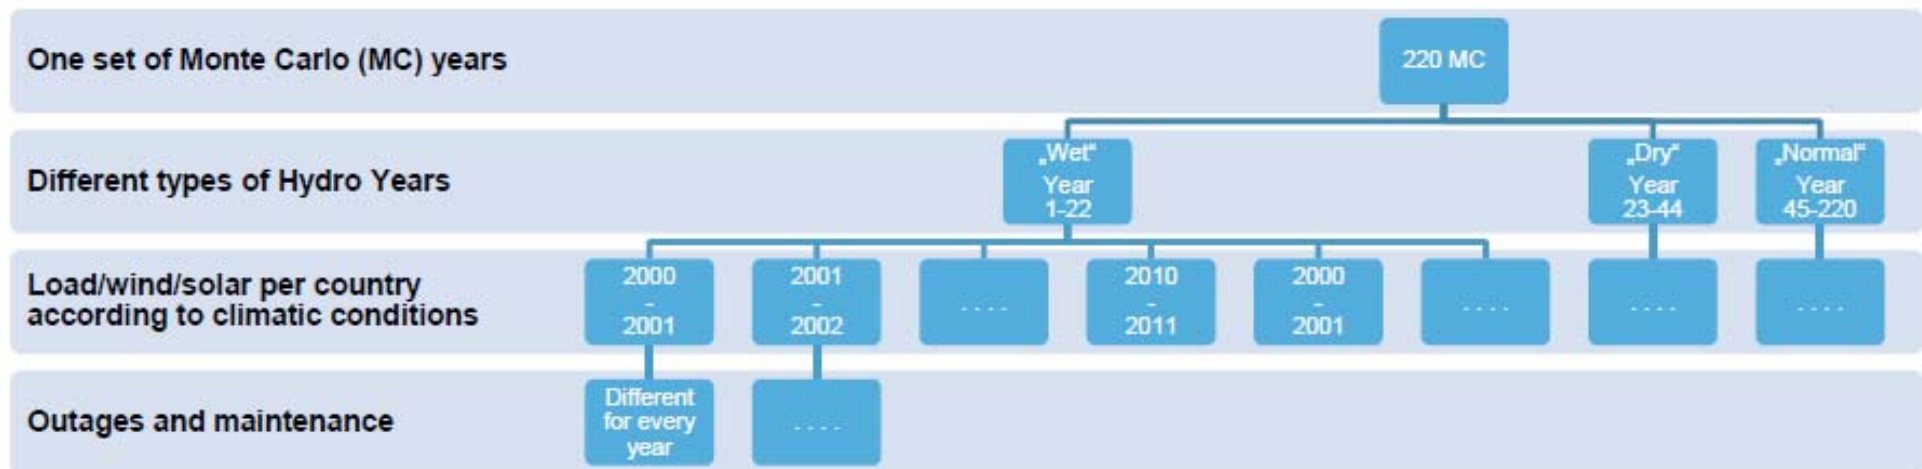 One set of Monte Carlo (MC) years
220 MC
Different types of Hydro Years
„Wet“
Year
1-22
„Dry“
Year
23-44
„Normal“
Year
45-220
Load/wind/solar per country
according to climatic conditions
2000
-
2001
2001
-
2002
. . . .
2010
-
2011
2000
-
2001
. . . .
. . . .
. . . .
Outages and maintenance
Different
for every
year
. . . .